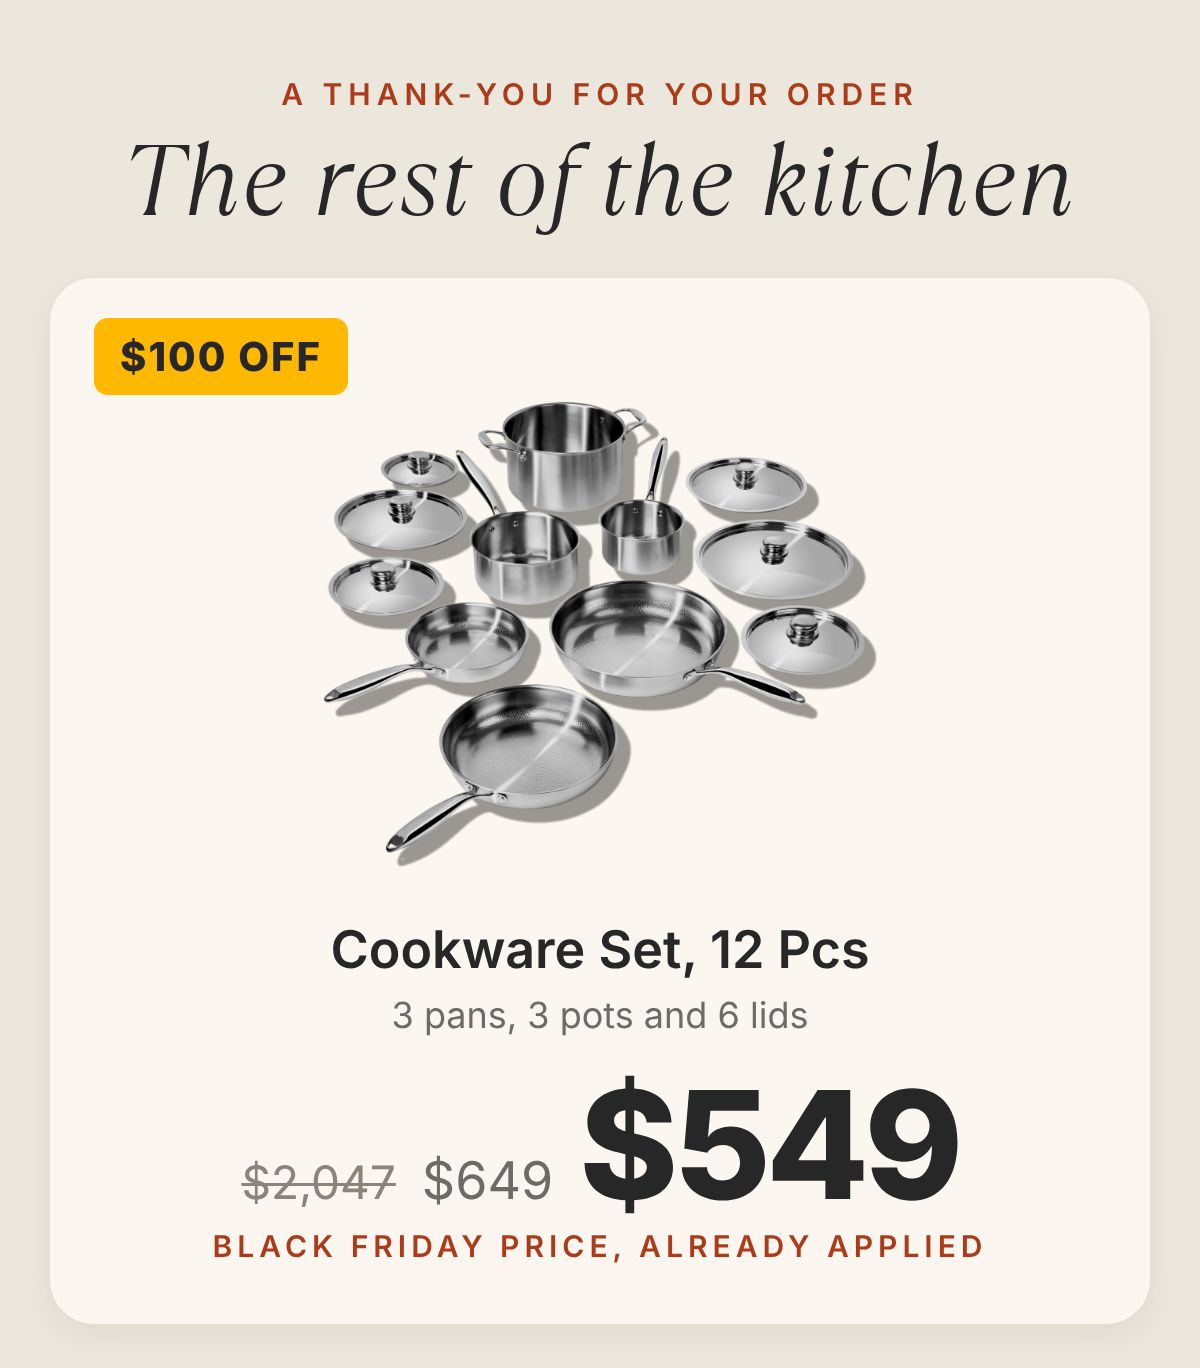 A THANK-YOU FOR YOUR ORDER
The rest of the kitchen
$100 OFF
Cookware Set, 12 Pcs
3 pans, 3 pots and 6 lids
$2,047 $649 $549
BLACK FRIDAY PRICE, ALREADY APPLIED